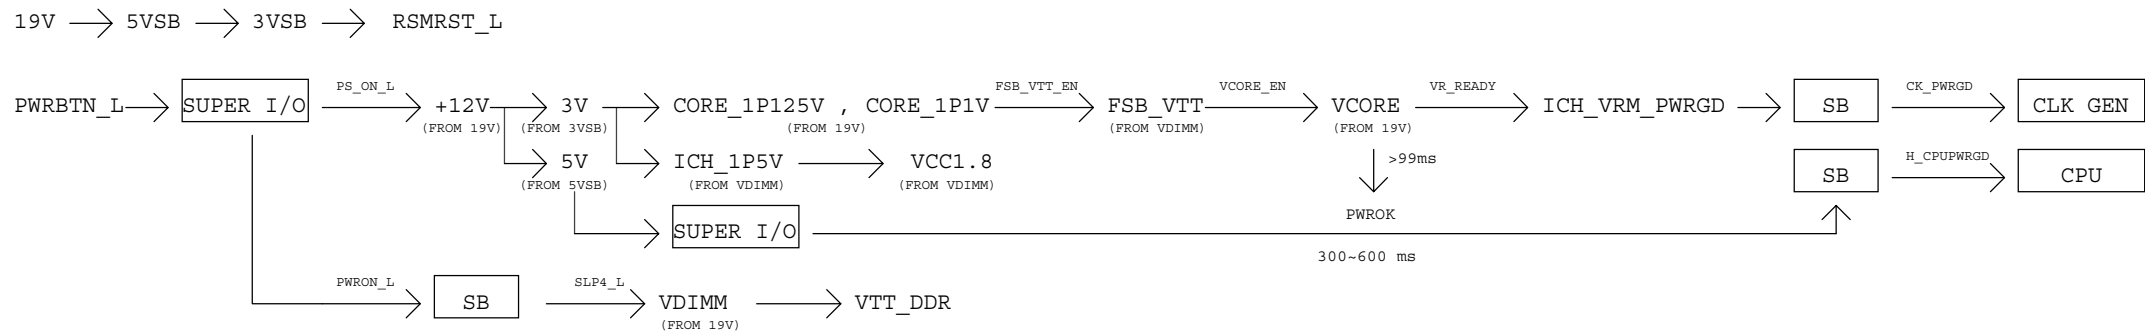 19V 5VSB 3VSB RSMRST_L
PS_ON_L FSB_VTT_EN VCORE_EN VR_READY CK_PWRGD
PWRBTN_L SUPER I/O +12V 3V CORE_1P125V , CORE_1P1V FSB_VTT VCORE ICH_VRM_PWRGD SB CLK GEN
(FROM 19V) (FROM 3VSB) (FROM 19V) (FROM VDIMM) (FROM 19V)
5V ICH_1P5V VCC1.8 >99ms H_CPUPWRGD
(FROM 5VSB) (FROM VDIMM) (FROM VDIMM) SB CPU
PWROK
SUPER I/O
300~600 ms
PWRON_L SLP4_L
SB VDIMM VTT_DDR
(FROM 19V)